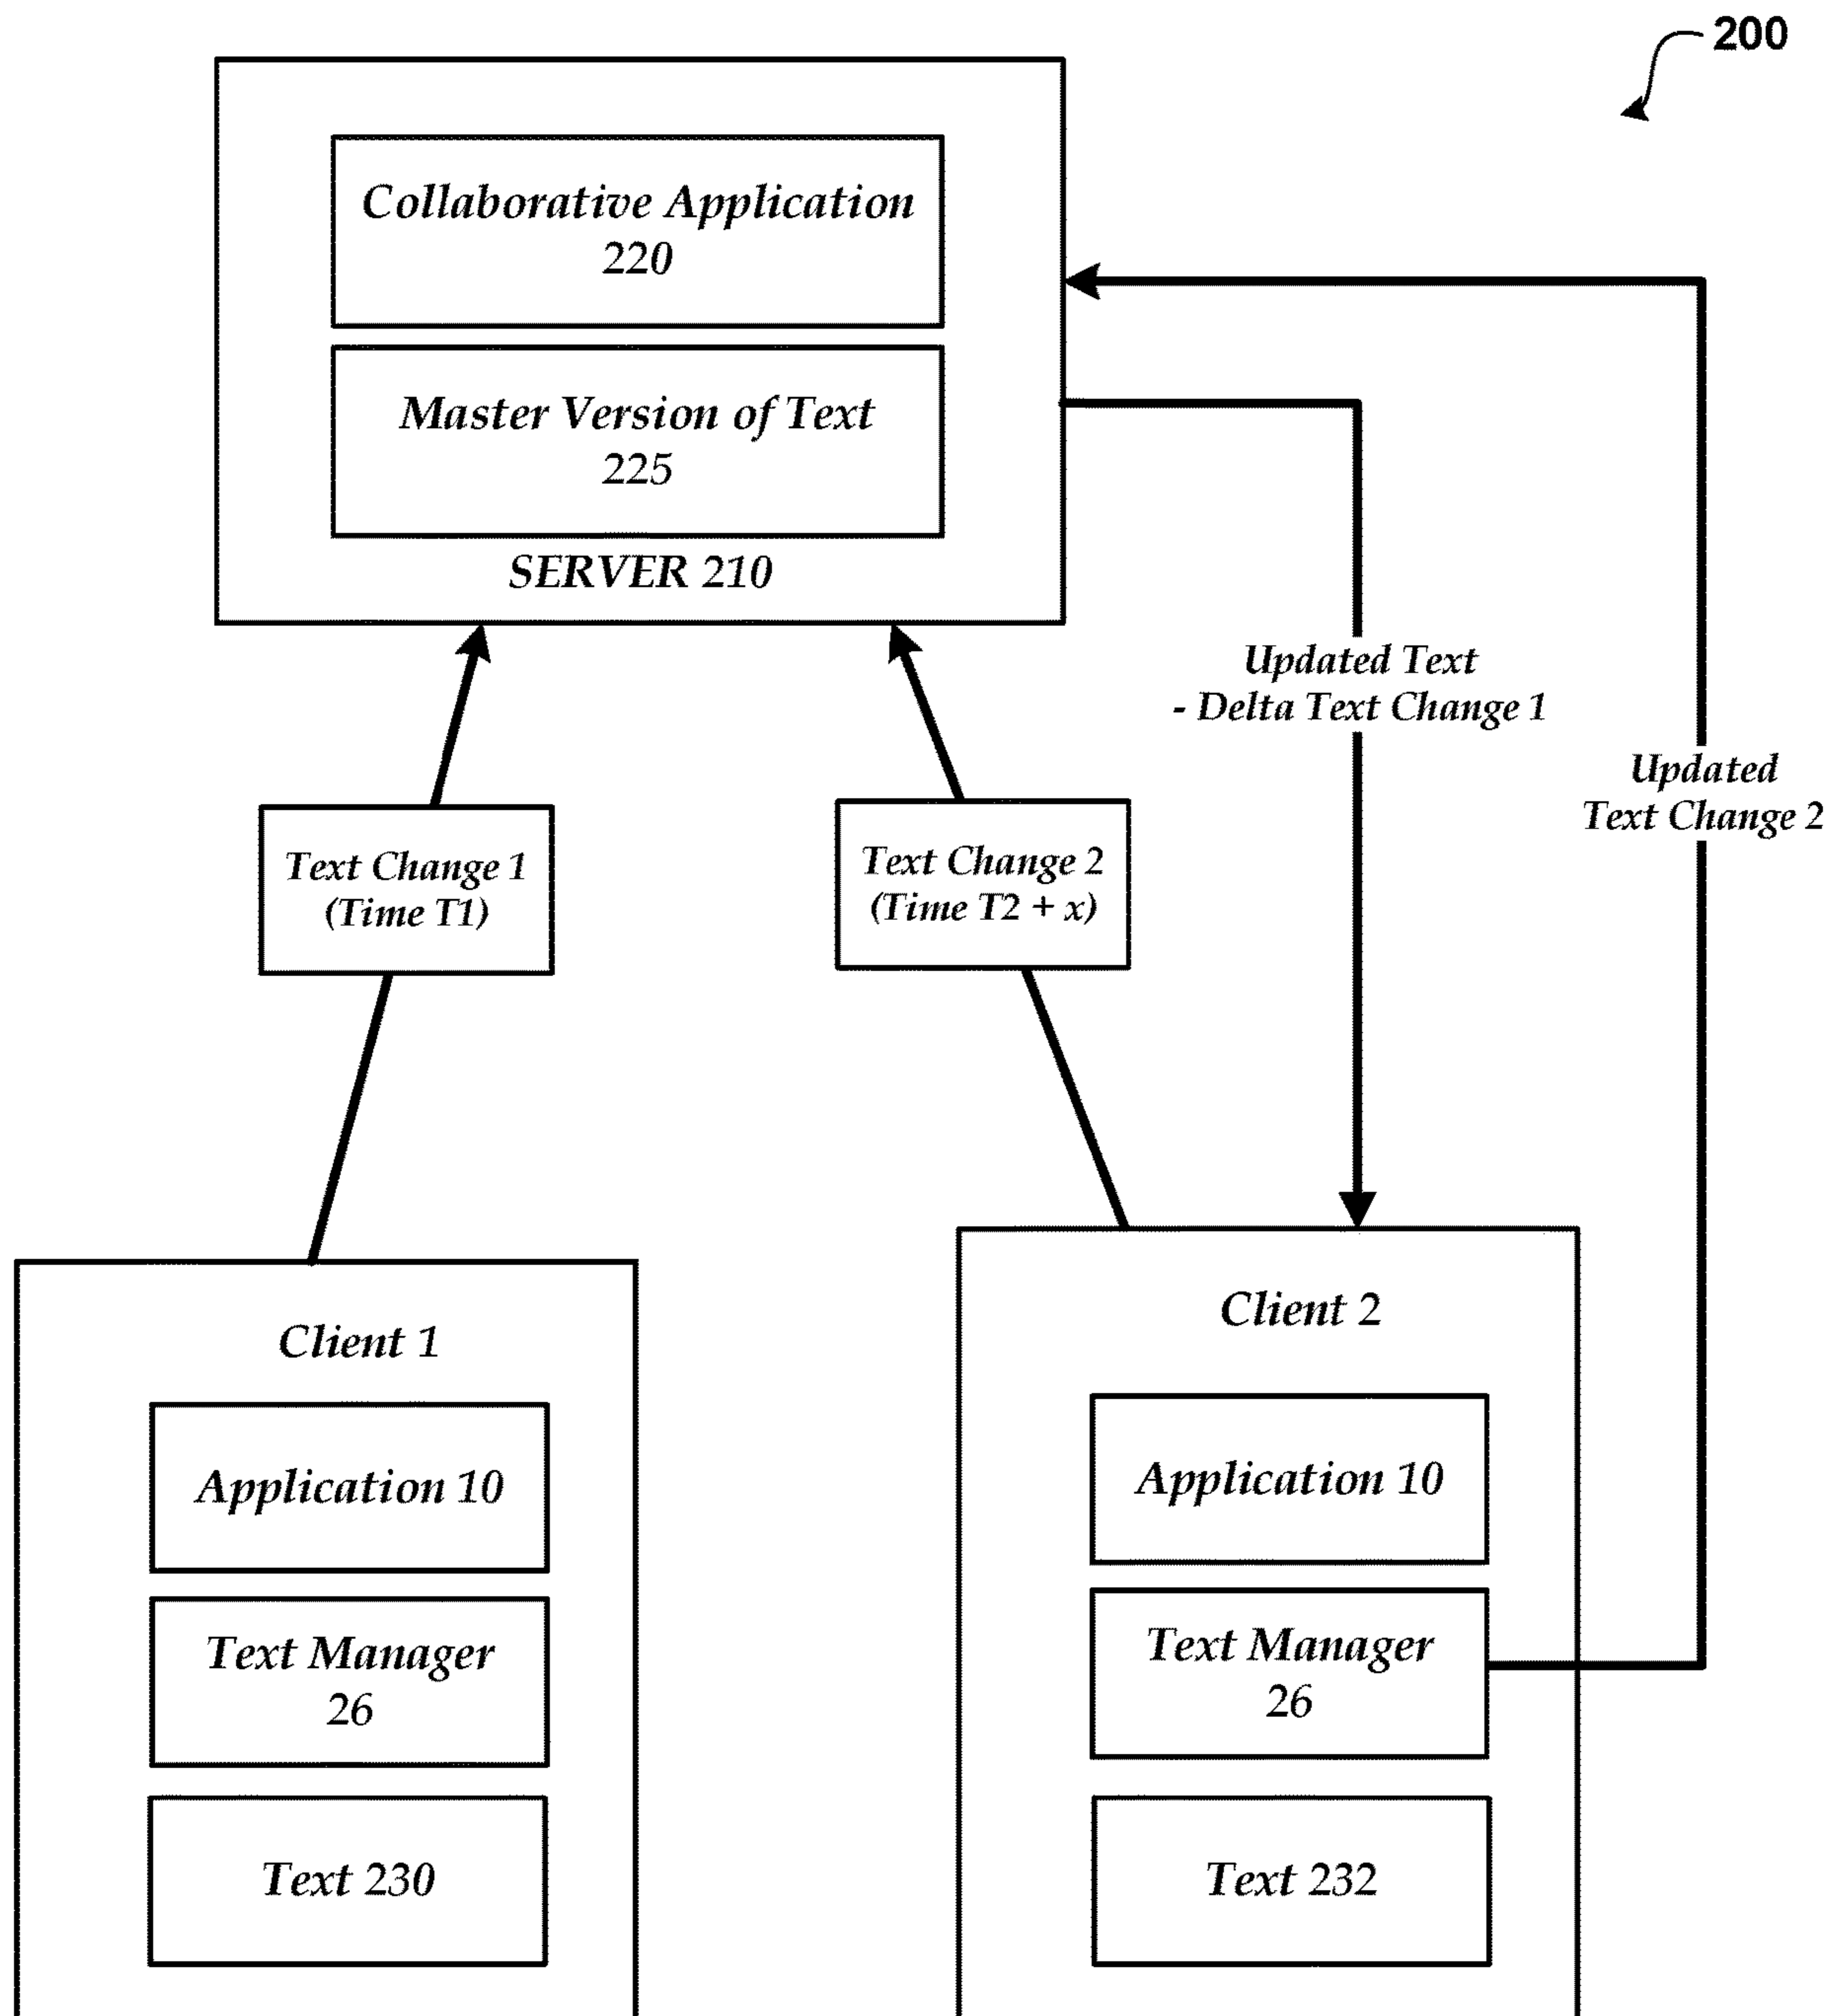 200
Collaborative Application
220
Master Version of Text
225
SERVER 210
Updated Text
- Delta Text Change 1
Updated
Text Change 2
Text Change 1
(Time T1)
Text Change 2
(Time T2 + x)
Client 1
Application 10
Text Manager
26
Text 230
Client 2
Application 10
Text Manager
26
Text 232